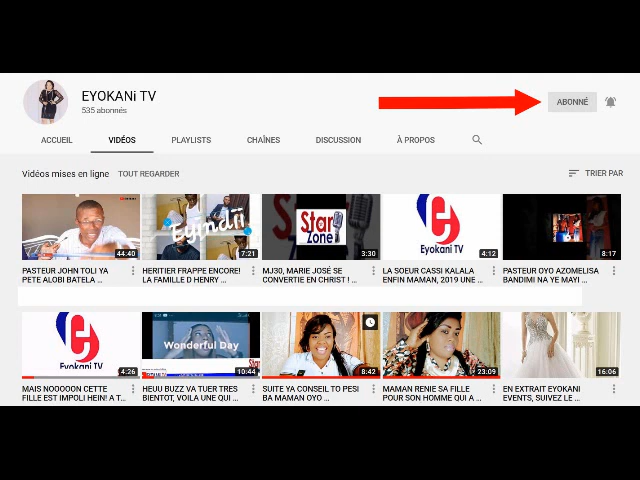 EYOKANi TV
535 abonnés
ABONNÉ
ACCUEIL VIDÉOS PLAYLISTS CHAÎNES DISCUSSION À PROPOS
Vidéos mises en ligne TOUT REGARDER TRIER PAR
Eyindii
Star
Zone
Eyokani TV
44:40 7:21 3:30 4:12 8:17
PASTEUR JOHN TOLI YA
PETE ALOBI BATELA ...
HERITIER FRAPPE ENCORE!
LA FAMILLE D HENRY ...
MJ30, MARIE JOSÉ SE
CONVERTIE EN CHRIST ! ...
LA SOEUR CASSI KALALA
ENFIN MAMAN, 2019 UNE ...
PASTEUR OYO AZOMELISA
BANDIMI NA YE MAYI ...
Eyokani TV
Wonderful Day
4:26 10:44 8:42 23:09 16:06
MAIS NOOOOON CETTE
FILLE EST IMPOLI HEIN! A T...
HEUU BUZZ VA TUER TRES
BIENTOT, VOILA UNE QUI ...
SUITE YA CONSEIL TO PESI
BA MAMAN OYO ...
MAMAN RENIE SA FILLE
POUR SON HOMME QUI A ...
EN EXTRAIT EYOKANI
EVENTS, SUIVEZ LE ...